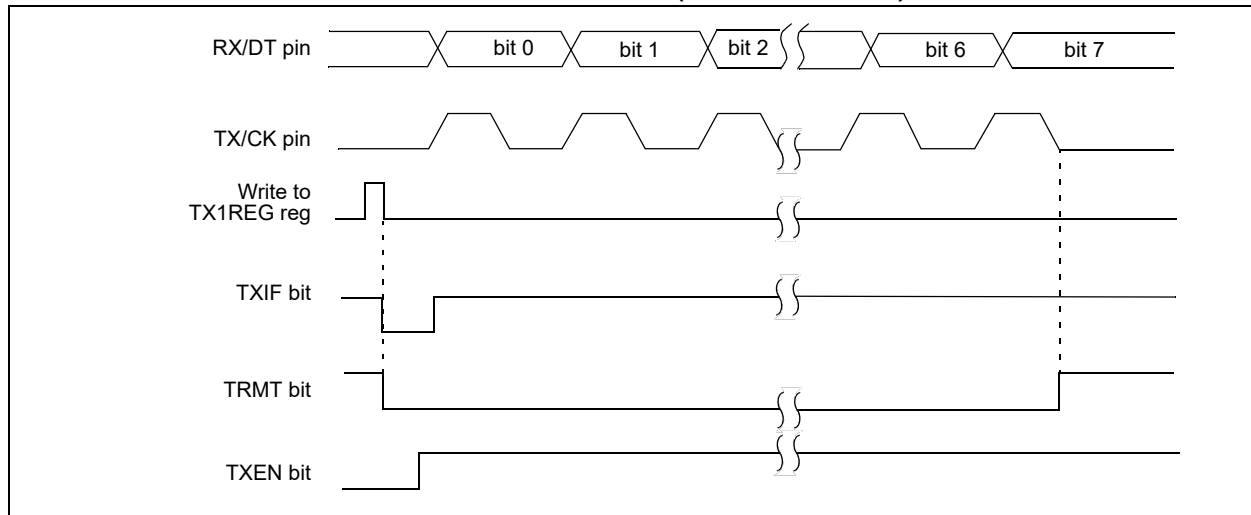 RX/DT pin
bit 0
bit 1
bit 2
bit 6
bit 7
TX/CK pin
Write to
TX1REG reg
TXIF bit
TRMT bit
TXEN bit